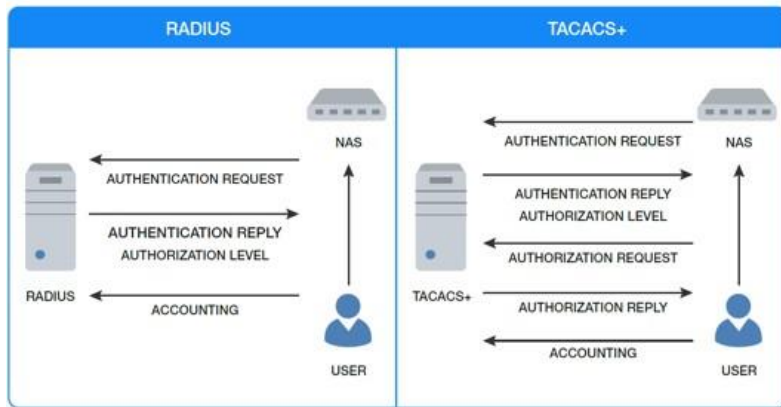 RADIUS
NAS
AUTHENTICATION REQUEST
AUTHENTICATION REPLY
AUTHORIZATION LEVEL
RADIUS
ACCOUNTING
USER
TACACS+
NAS
AUTHENTICATION REQUEST
AUTHENTICATION REPLY
AUTHORIZATION LEVEL
AUTHORIZATION REQUEST
TACACS+
AUTHORIZATION REPLY
ACCOUNTING
USER